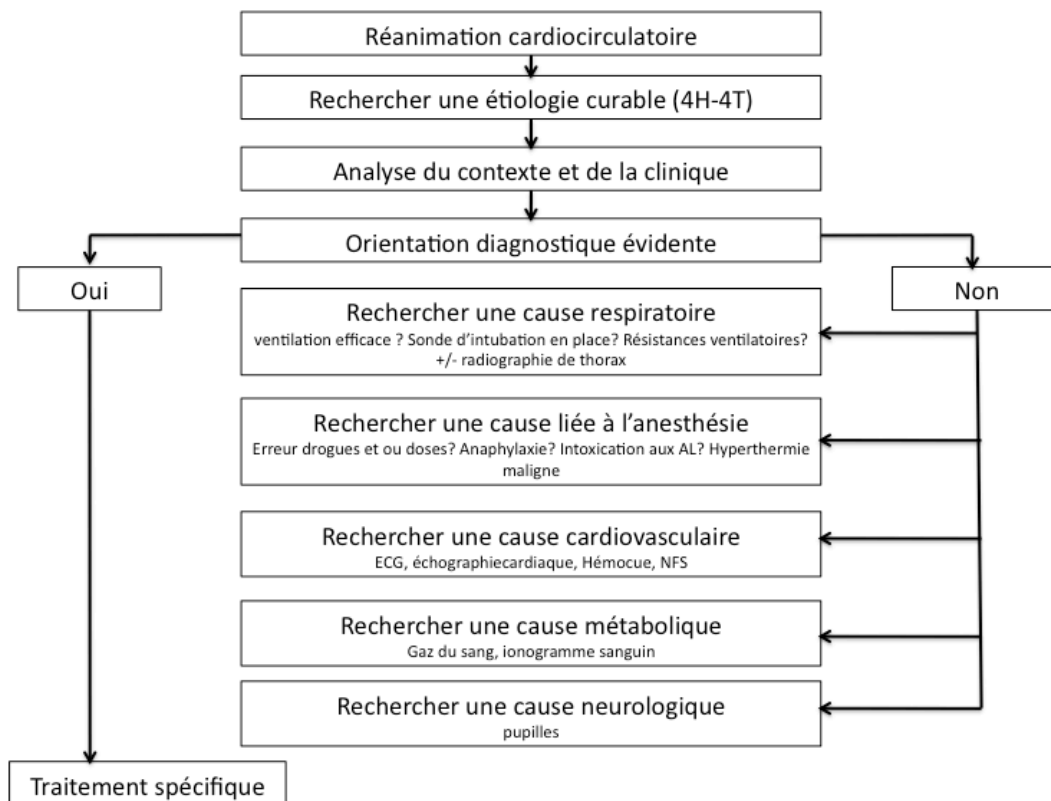 Réanimation cardiocirculatoire
Rechercher une étiologie curable (4H-4T)
Analyse du contexte et de la clinique
Orientation diagnostique évidente
Oui
Non
Rechercher une cause respiratoire
ventilation efficace ? Sonde d'intubation en place? Résistances ventilatoires?
+/- radiographie de thorax
Rechercher une cause liée à l'anesthésie
Erreur drogues et ou doses? Anaphylaxie? Intoxication aux AL? Hyperthermie
maligne
Rechercher une cause cardiovasculaire
ECG, échographiecardiaque, Hémocue, NFS
Rechercher une cause métabolique
Gaz du sang, ionogramme sanguin
Rechercher une cause neurologique
pupilles
Traitement spécifique